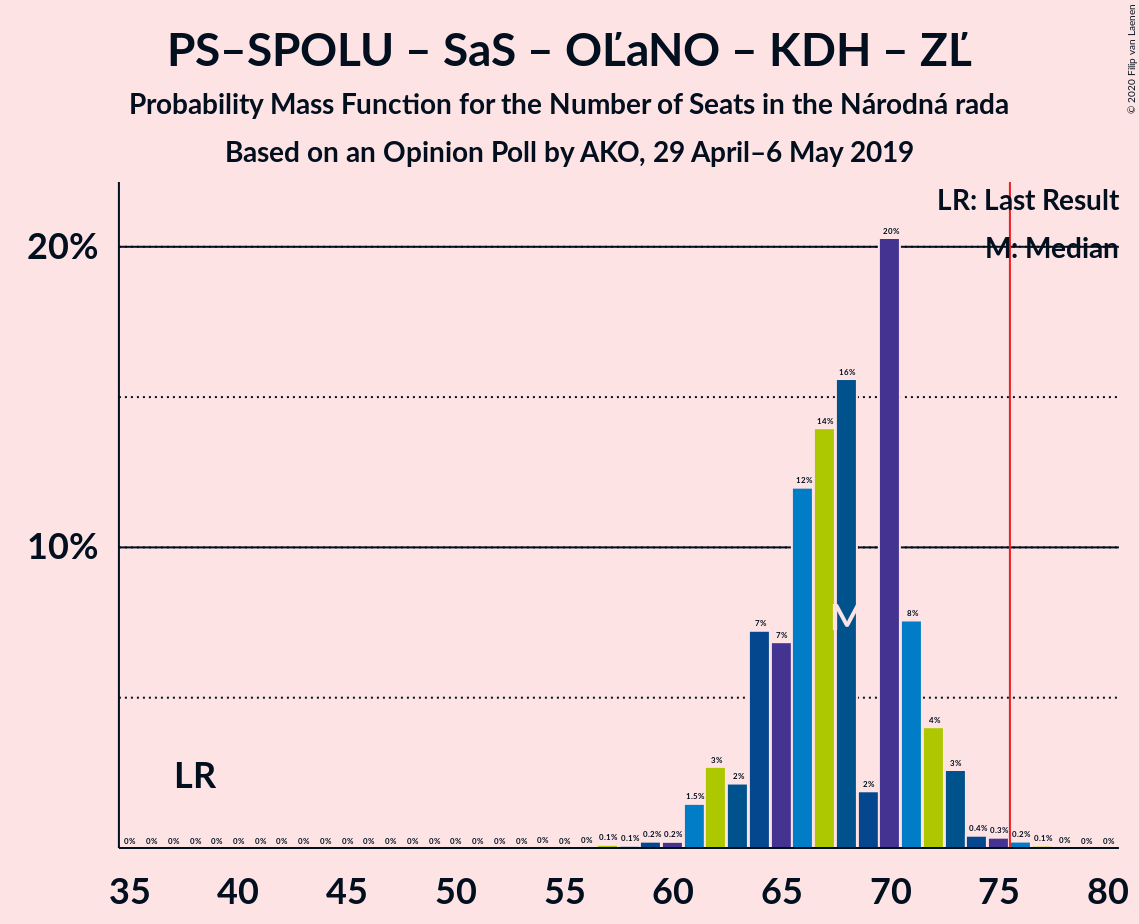 PS–SPOLU – SaS – OĽaNO – KDH – ZĽ
Probability Mass Function for the Number of Seats in the Národná rada
Based on an Opinion Poll by AKO, 29 April–6 May 2019
© 2020 Filip van Laenen
LR: Last Result
M: Median
20%
10%
LR
M
0% 0% 0% 0% 0% 0% 0% 0% 0% 0% 0% 0% 0% 0% 0% 0% 0% 0% 0% 0% 0% 0% 0.1% 0.1% 0.2% 0.2% 1.5% 3% 2% 7% 7% 12% 14% 16% 2% 20% 8% 4% 3% 0.4% 0.3% 0.2% 0.1% 0% 0% 0%
35 40 45 50 55 60 65 70 75 80